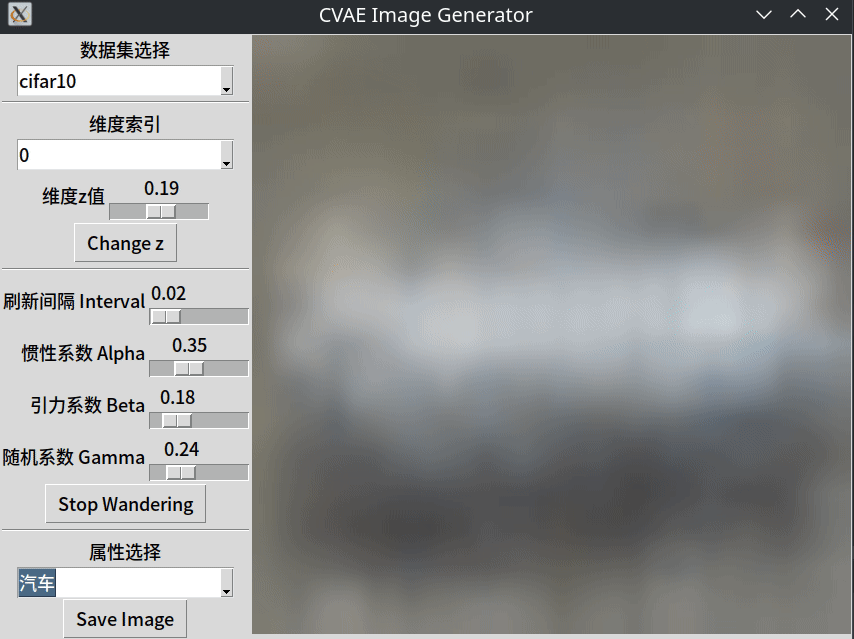 CVAE Image Generator
数据集选择
cifar10
维度索引
0
0.19
维度z值
Change z
0.02
刷新间隔 Interval
0.35
惯性系数 Alpha
0.18
引力系数 Beta
0.24
随机系数 Gamma
Stop Wandering
属性选择
汽车
Save Image